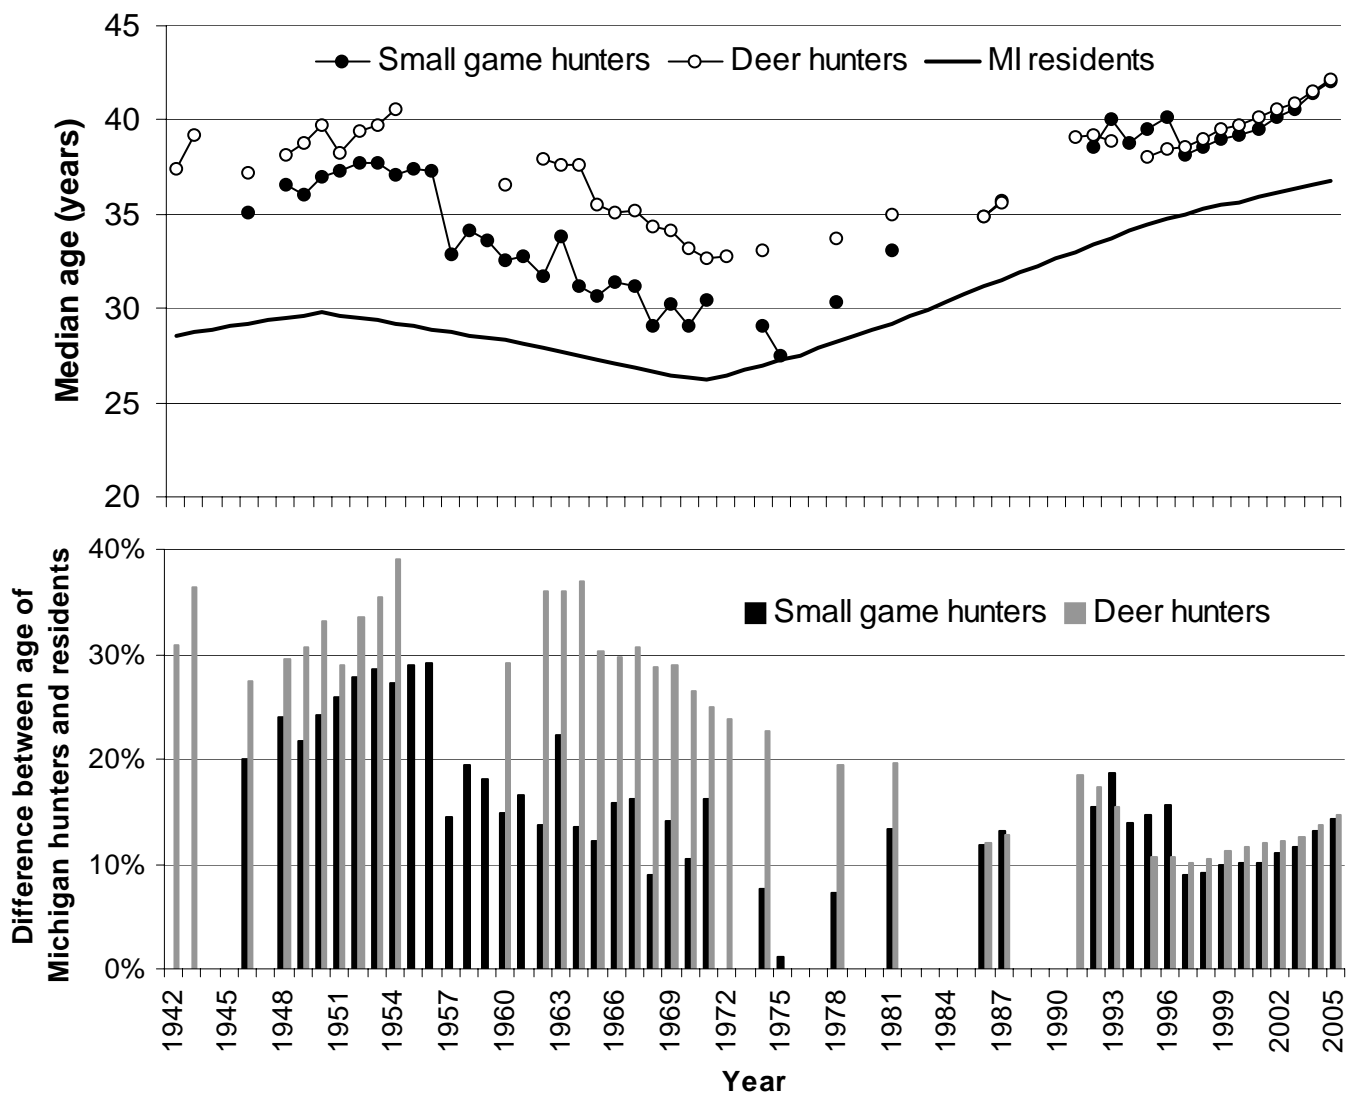 45
40
35
30
25
20
Median age (years)
Small game hunters Deer hunters MI residents
40%
30%
20%
10%
0%
Difference between age of
Michigan hunters and residents
Small game hunters Deer hunters
1942 1945 1948 1951 1954 1957 1960 1963 1966 1969 1972 1975 1978 1981 1984 1987 1990 1993 1996 1999 2002 2005
Year